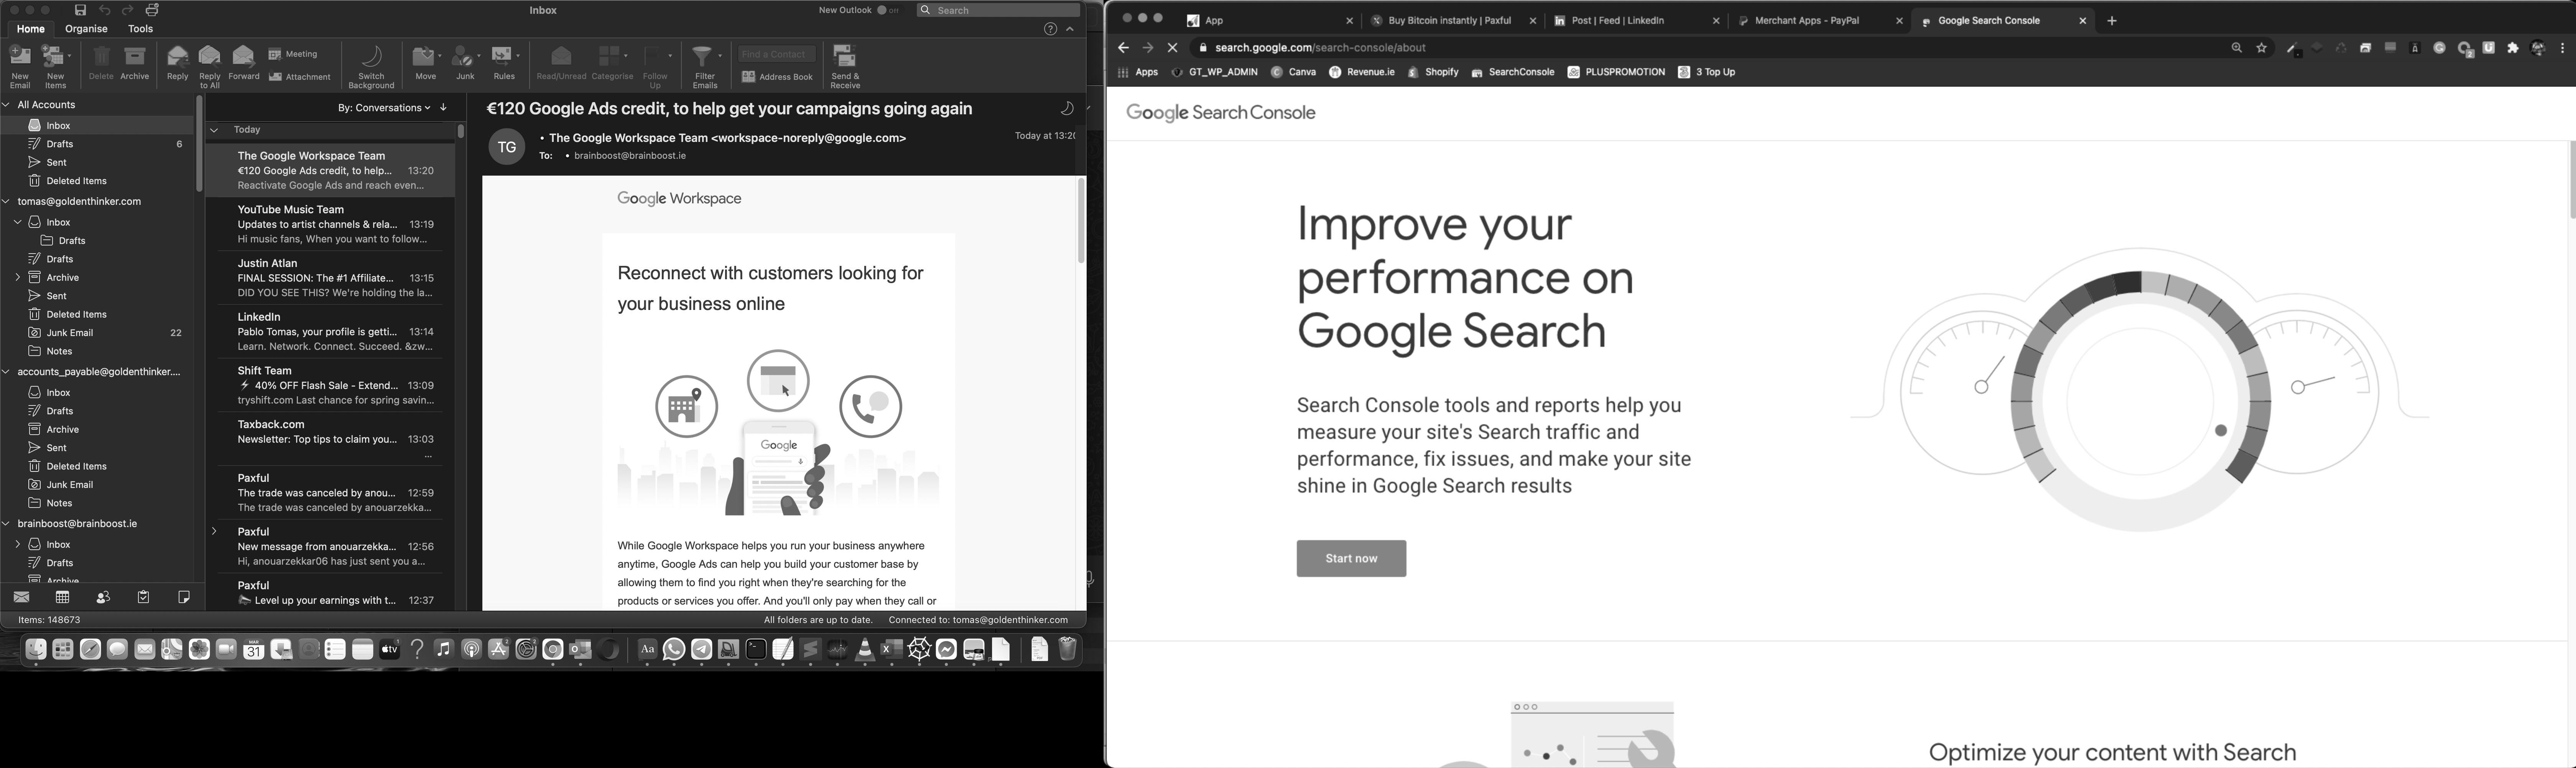 Inbox
New Outlook
on
Search
Home
Organise
Tools
New Email
New Items
Delete
Archive
Reply
Reply to All
Forward
Meeting
Attachment
Switch Background
Move
Junk
Rules
Read/Unread
Categorise
Follow Up
Filter Emails
Find a Contact
Address Book
Send & Receive
All Accounts
Inbox
Drafts 6
Sent
Deleted Items
tomas@goldenthinker.com
Inbox
Drafts
Drafts
Archive
Sent
Deleted Items
Junk Email 22
Notes
accounts_payable@goldenthinker....
Inbox
Drafts
Archive
Sent
Deleted Items
Junk Email
Notes
brainboost@brainboost.ie
Inbox
Drafts
Archive
Items: 148673
By: Conversations
Today
The Google Workspace Team
€120 Google Ads credit, to help... 13:20
Reactivate Google Ads and reach even...
YouTube Music Team
Updates to artist channels & rela... 13:19
Hi music fans, When you want to follow...
Justin Atlan
FINAL SESSION: The #1 Affiliate... 13:15
DID YOU SEE THIS? We're holding the la...
LinkedIn
Pablo Tomas, your profile is getti... 13:14
Learn. Network. Connect. Succeed. &zw...
Shift Team
⚡ 40% OFF Flash Sale - Extend... 13:09
tryshift.com Last chance for spring savin...
Taxback.com
Newsletter: Top tips to claim you... 13:03
...
Paxful
The trade was canceled by anou... 12:59
The trade was canceled by anouarzekka...
Paxful
New message from anouarzekka... 12:56
Hi, anouarzekkar06 has just sent you a...
Paxful
Level up your earnings with t... 12:37
€120 Google Ads credit, to help get your campaigns going again
TG
• The Google Workspace Team <workspace-noreply@google.com>
Today at 13:20
To: • brainboost@brainboost.ie
Google Workspace
Reconnect with customers looking for
your business online
Google
While Google Workspace helps you run your business anywhere
anytime, Google Ads can help you build your customer base by
allowing them to find you right when they're searching for the
products or services you offer. And you'll only pay when they call or
All folders are up to date.
Connected to: tomas@goldenthinker.com
MAR
31
tv
Aa
App
Buy Bitcoin instantly | Paxful
Post | Feed | LinkedIn
Merchant Apps - PayPal
Google Search Console
search.google.com/search-console/about
Apps
GT_WP_ADMIN
Canva
Revenue.ie
Shopify
SearchConsole
PLUSPROMOTION
3 Top Up
Google Search Console
Improve your
performance on
Google Search
Search Console tools and reports help you
measure your site's Search traffic and
performance, fix issues, and make your site
shine in Google Search results
Start now
Optimize your content with Search